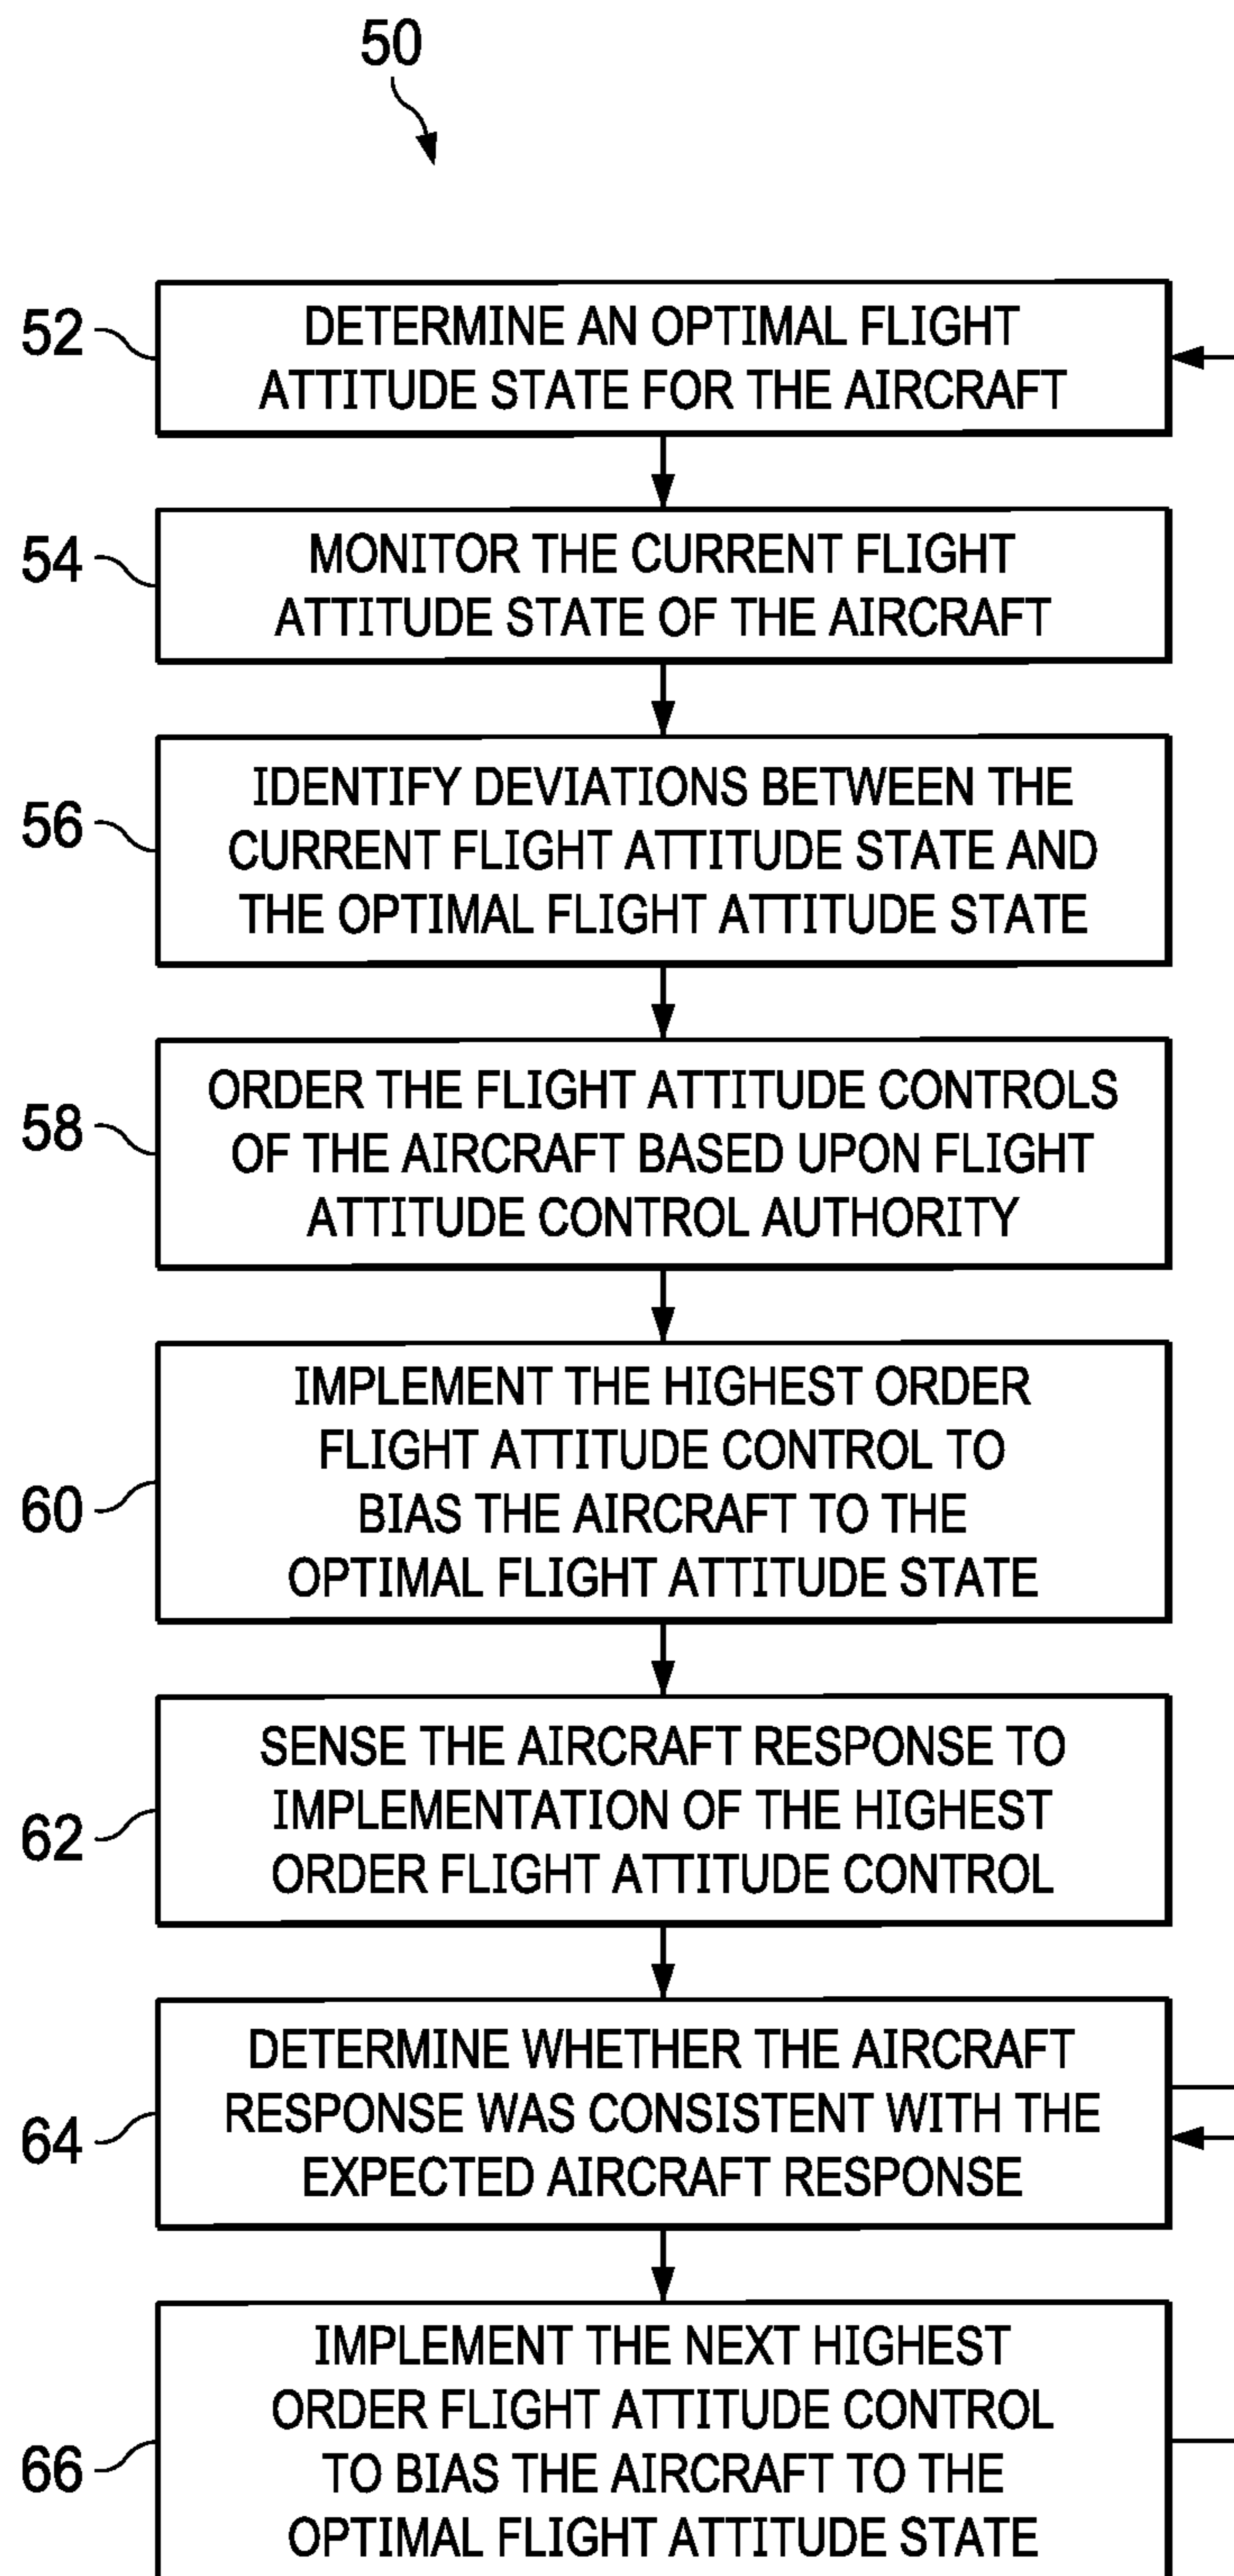 50
52
DETERMINE AN OPTIMAL FLIGHT
ATTITUDE STATE FOR THE AIRCRAFT
54
MONITOR THE CURRENT FLIGHT
ATTITUDE STATE OF THE AIRCRAFT
56
IDENTIFY DEVIATIONS BETWEEN THE
CURRENT FLIGHT ATTITUDE STATE AND
THE OPTIMAL FLIGHT ATTITUDE STATE
58
ORDER THE FLIGHT ATTITUDE CONTROLS
OF THE AIRCRAFT BASED UPON FLIGHT
ATTITUDE CONTROL AUTHORITY
60
IMPLEMENT THE HIGHEST ORDER
FLIGHT ATTITUDE CONTROL TO
BIAS THE AIRCRAFT TO THE
OPTIMAL FLIGHT ATTITUDE STATE
62
SENSE THE AIRCRAFT RESPONSE TO
IMPLEMENTATION OF THE HIGHEST
ORDER FLIGHT ATTITUDE CONTROL
64
DETERMINE WHETHER THE AIRCRAFT
RESPONSE WAS CONSISTENT WITH THE
EXPECTED AIRCRAFT RESPONSE
66
IMPLEMENT THE NEXT HIGHEST
ORDER FLIGHT ATTITUDE CONTROL
TO BIAS THE AIRCRAFT TO THE
OPTIMAL FLIGHT ATTITUDE STATE